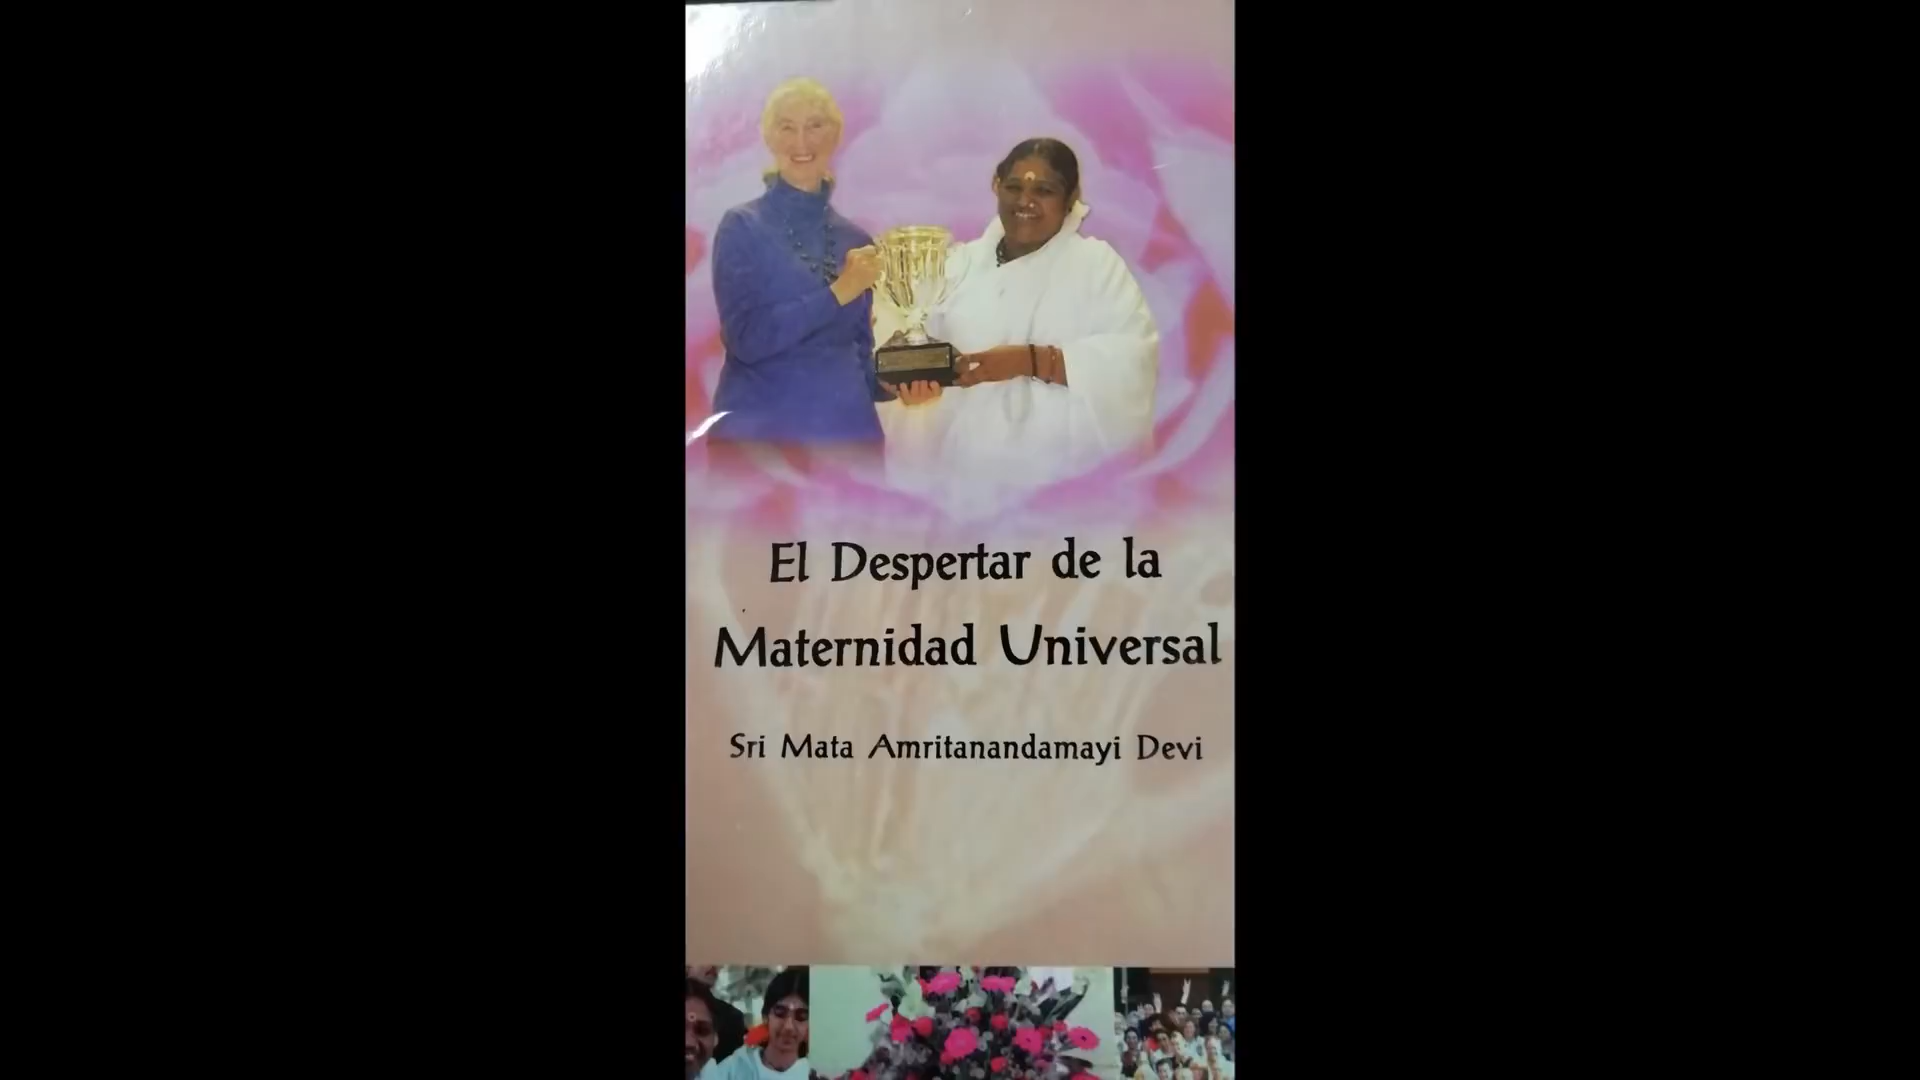 El Despertar de la
Maternidad Universal
Sri Mata Amritanandamayi Devi